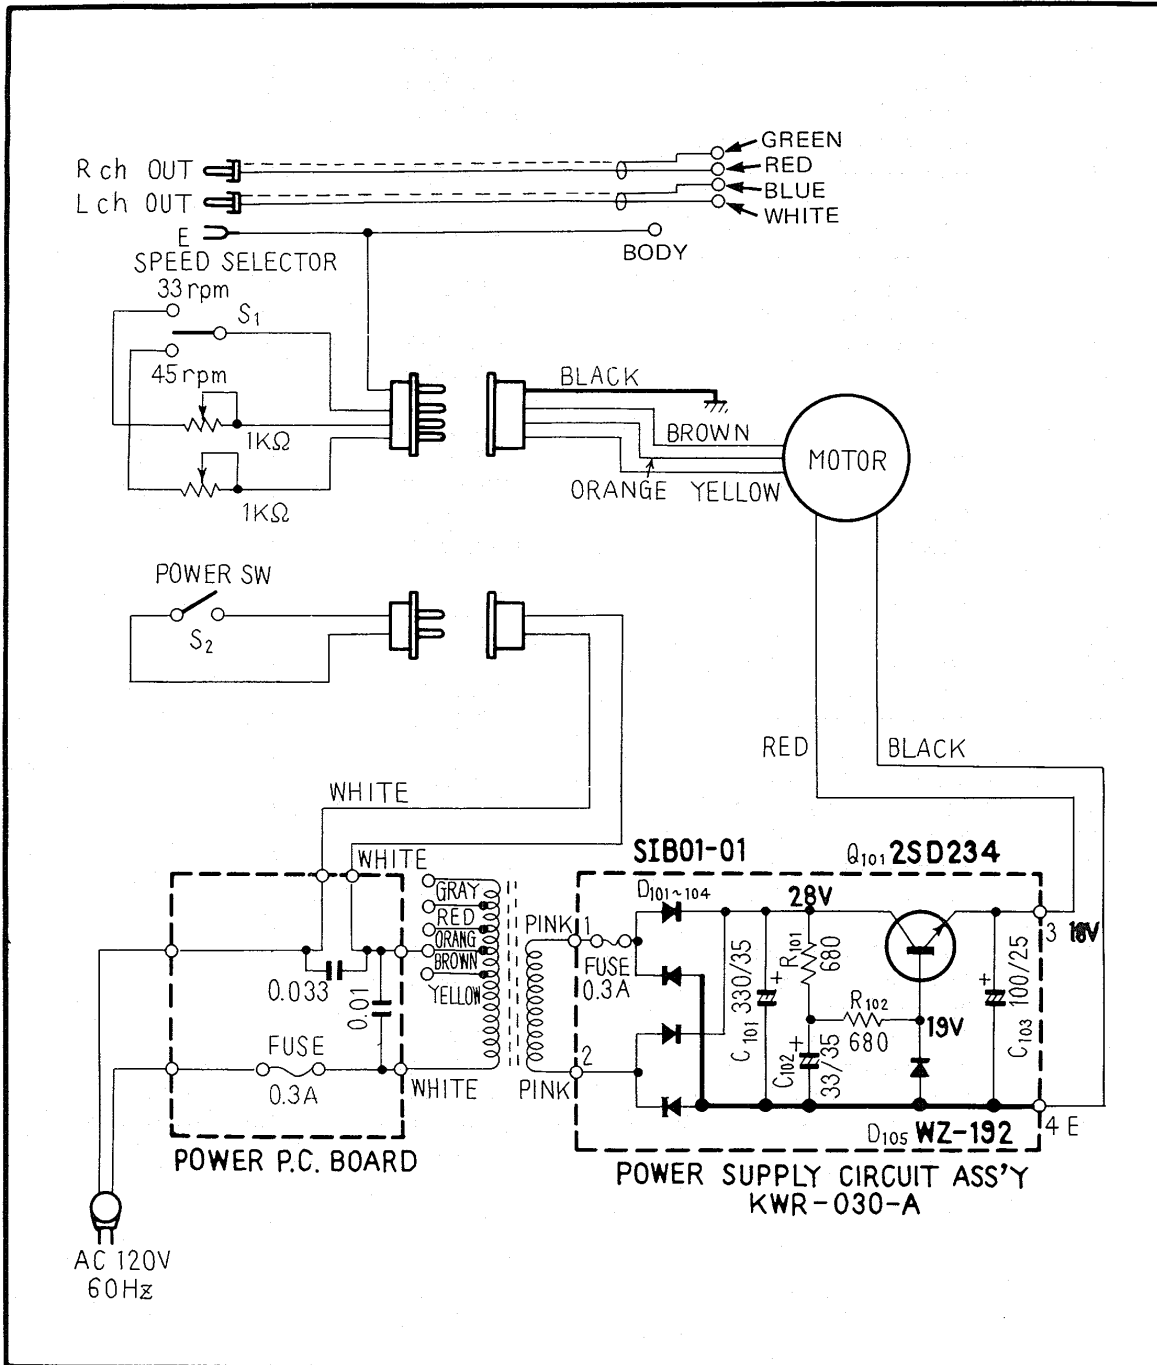 GREEN
R ch OUT
RED
BLUE
L ch OUT
WHITE
E
BODY
SPEED SELECTOR
33 rpm
S1
45 rpm
1KΩ
1KΩ
BLACK
BROWN
MOTOR
ORANGE YELLOW
POWER SW
S2
RED
BLACK
WHITE
WHITE
SIB01-01
Q101 2SD234
GRAY
RED
ORANG
BROWN
YELLOW
D101~104
28V
PINK
1
FUSE
0.3A
R101
680
C101 330/35
+
3 18V
100/25
+
C103
0.033
0.01
R102
680
19V
C102
+
33/35
FUSE
0.3A
WHITE
PINK
2
4 E
D105 WZ-192
POWER P.C. BOARD
POWER SUPPLY CIRCUIT ASS'Y
KWR-030-A
AC 120V
60Hz